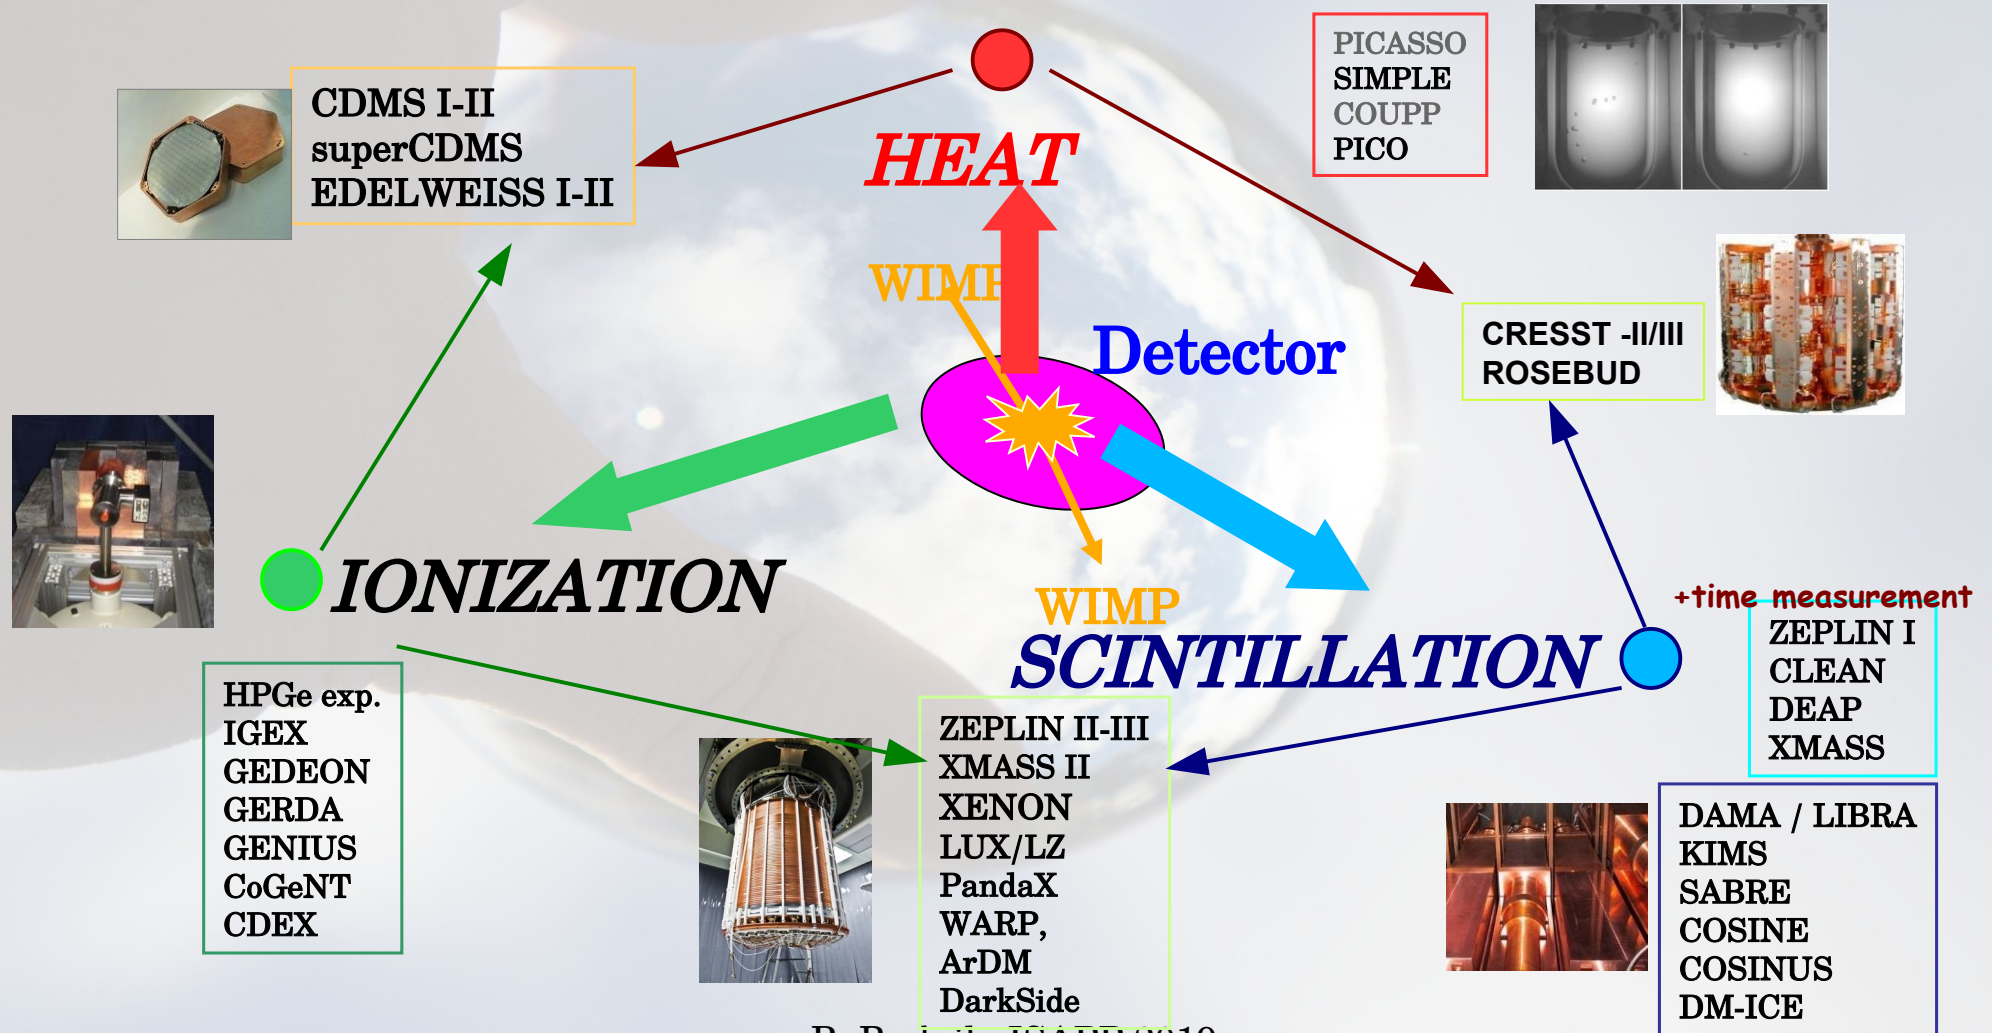 PICASSO
SIMPLE
COUPP
PICO
CDMS I-II
superCDMS
EDELWEISS I-II
HEAT
WIMP
Detector
CRESST -II/III
ROSEBUD
IONIZATION
WIMP
SCINTILLATION
+time measurement
ZEPLIN I
CLEAN
DEAP
XMASS
HPGe exp.
IGEX
GEDEON
GERDA
GENIUS
CoGeNT
CDEX
ZEPLIN II-III
XMASS II
XENON
LUX/LZ
PandaX
WARP,
ArDM
DarkSide
DAMA / LIBRA
KIMS
SABRE
COSINE
COSINUS
DM-ICE